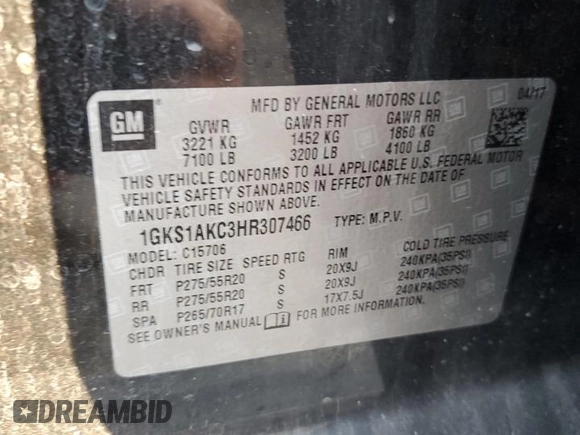 GM
MFD BY GENERAL MOTORS LLC 04/17
GVWR GAWR FRT GAWR RR
3221 KG 1452 KG 1860 KG
7100 LB 3200 LB 4100 LB
THIS VEHICLE CONFORMS TO ALL APPLICABLE U.S. FEDERAL MOTOR
VEHICLE SAFETY STANDARDS IN EFFECT ON THE DATE OF
MANUFACTURE SHOWN ABOVE.
1GKS1AKC3HR307466 TYPE: M.P.V.
MODEL: C15706
CHDR TIRE SIZE SPEED RTG RIM COLD TIRE PRESSURE
FRT P275/55R20 S 20X9J 240KPA(35PSI)
RR P275/55R20 S 20X9J 240KPA(35PSI)
SPA P265/70R17 S 17X7.5J 240KPA(35PSI)
SEE OWNER'S MANUAL FOR MORE INFORMATION
DREAMBID